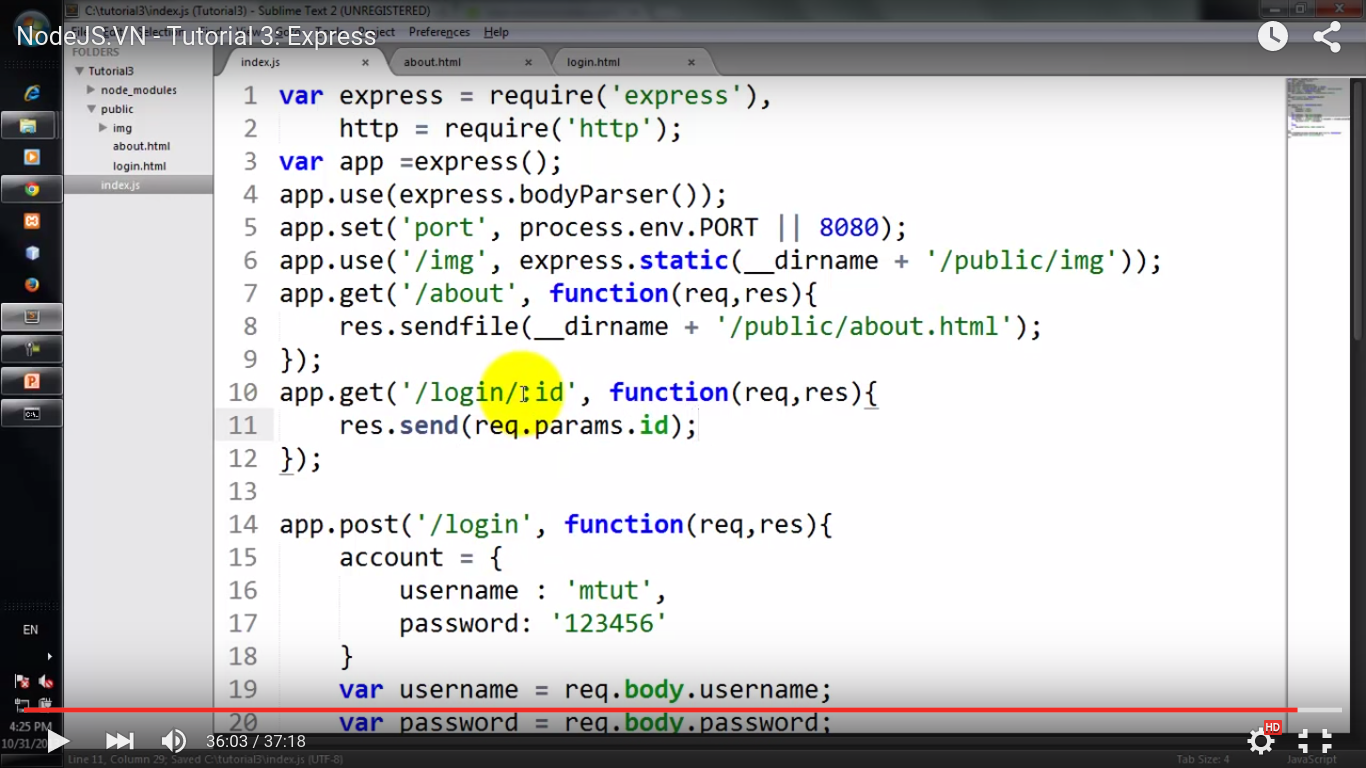 C:\tutorial3\index.js (Tutorial3) - Sublime Text 2 (UNREGISTERED)
NodeJS.VN - Tutorial 3: Express
Preferences Help
FOLDERS
Tutorial3
node_modules
public
img
about.html
login.html
index.js
index.js × about.html × login.html ×
1 var express = require('express'),
2 http = require('http');
3 var app =express();
4 app.use(express.bodyParser());
5 app.set('port', process.env.PORT || 8080);
6 app.use('/img', express.static(__dirname + '/public/img'));
7 app.get('/about', function(req,res){
8 res.sendfile(__dirname + '/public/about.html');
9 });
10 app.get('/login/:id', function(req,res){
11 res.send(req.params.id);
12 });
13
14 app.post('/login', function(req,res){
15 account = {
16 username : 'mtut',
17 password: '123456'
18 }
19 var username = req.body.username;
20 var password = req.body.password;
EN
4:25 PM
36:03 / 37:18
HD
Line 11, Column 29; Saved C:\tutorial3\index.js (UTF-8)
Tab Size: 4
JavaScript